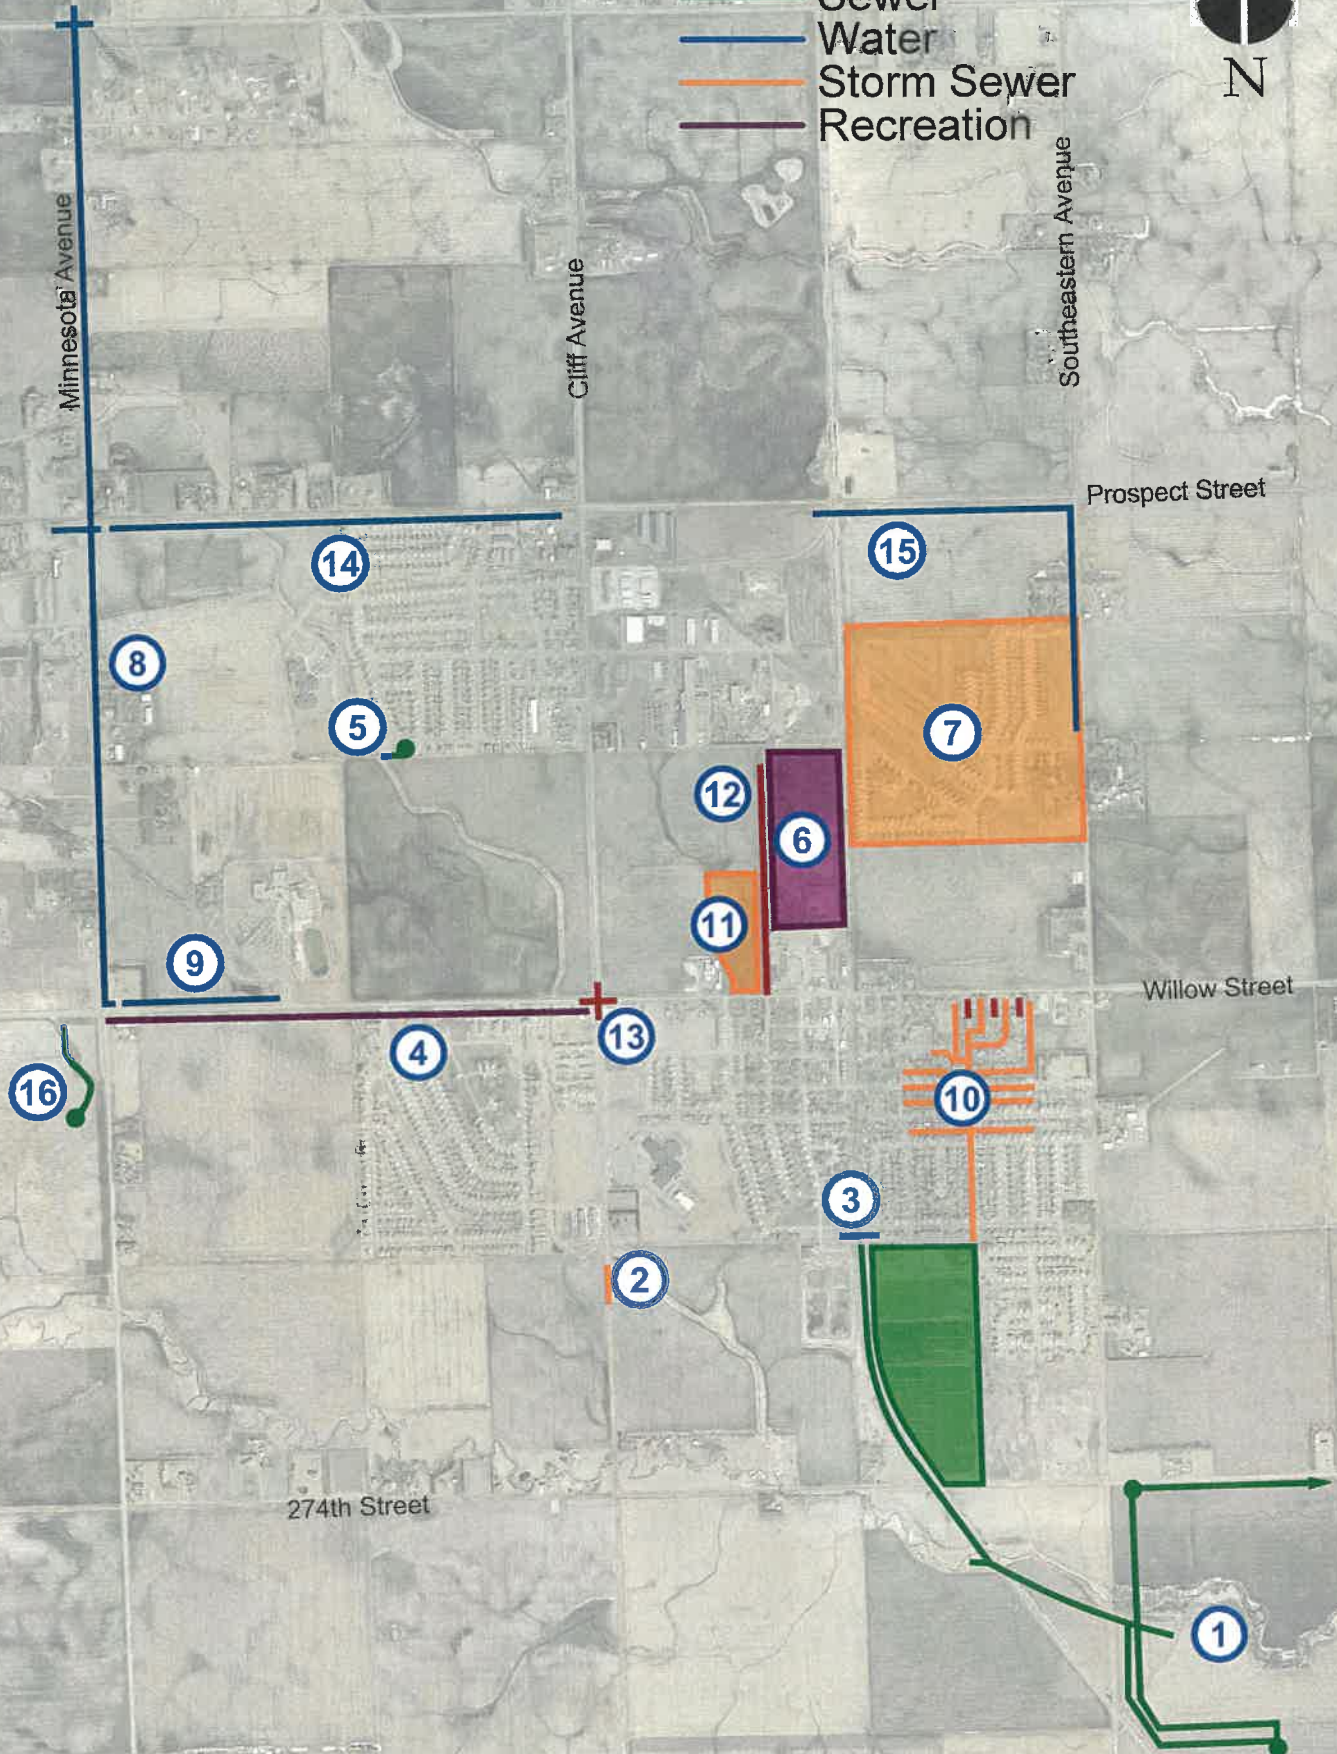 Sewer
Water
Storm Sewer
Recreation
N
Minnesota Avenue
Cliff Avenue
Southeastern Avenue
Prospect Street
14
15
8
5
7
12
6
11
9
Willow Street
13
4
16
10
3
2
274th Street
1